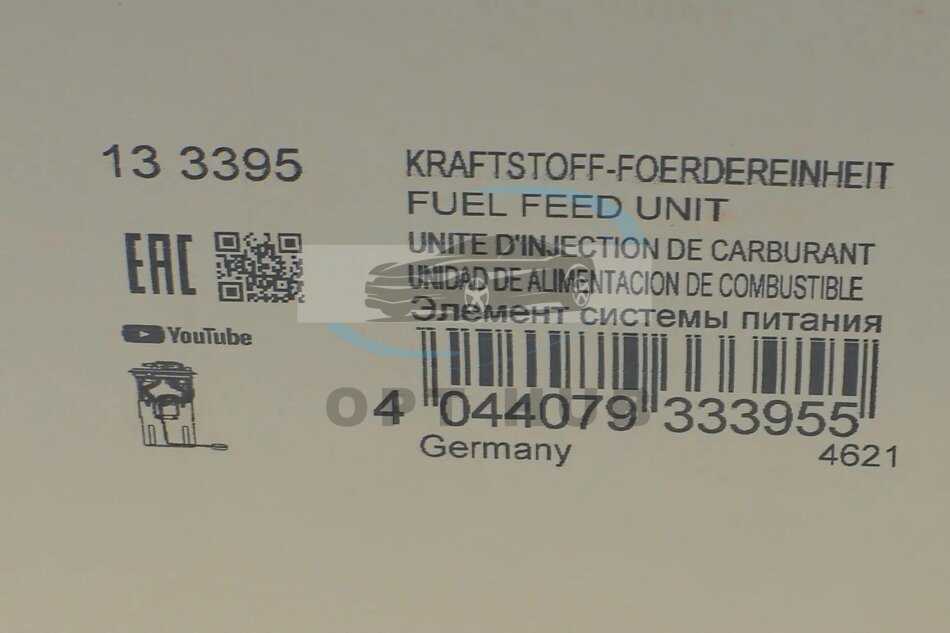 13 3395
KRAFTSTOFF-FOERDEREINHEIT
FUEL FEED UNIT
UNITE D'INJECTION DE CARBURANT
UNIDAD DE ALIMENTACION DE COMBUSTIBLE
Элемент системы питания
EAC
YouTube
4 044079 333955
Germany
4621